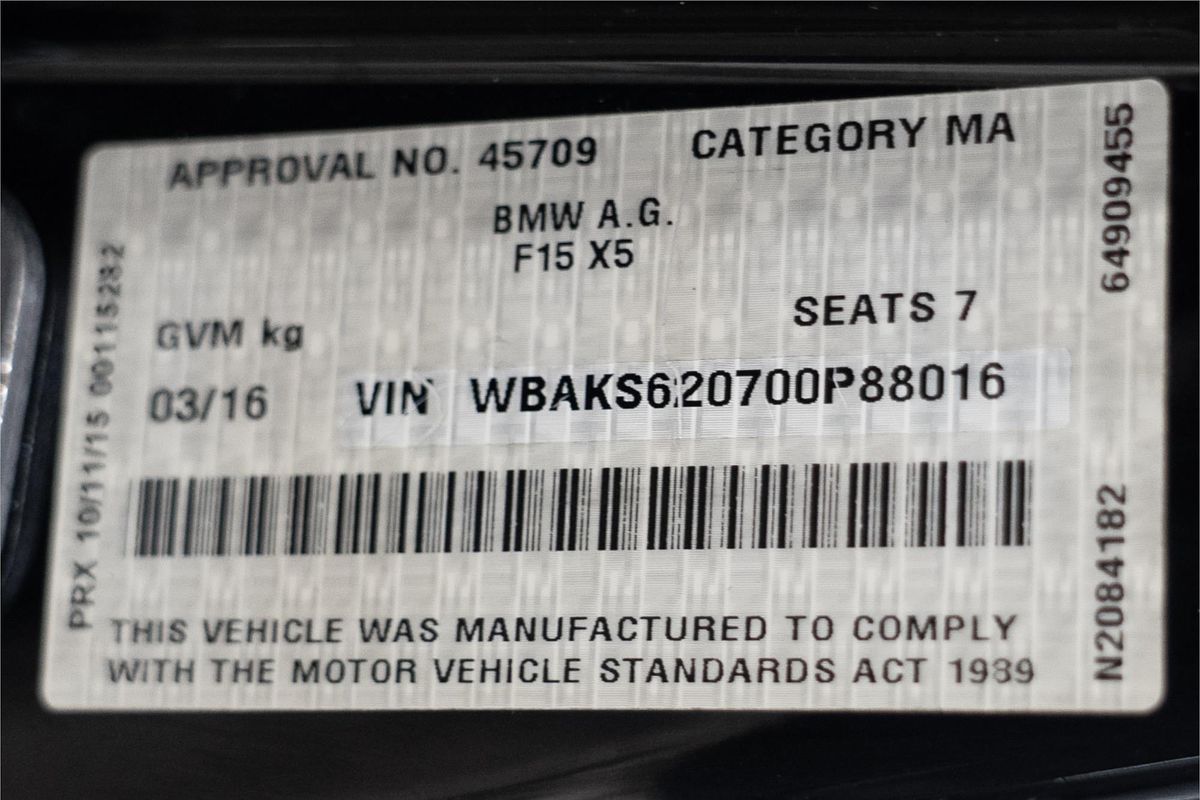 APPROVAL NO. 45709 CATEGORY MA
BMW A.G.
F15 X5
SEATS 7
GVM kg
03/16 VIN WBAKS620700P88016
THIS VEHICLE WAS MANUFACTURED TO COMPLY
WITH THE MOTOR VEHICLE STANDARDS ACT 1989
PRX 10/11/15 00115282
64909455
N2084182